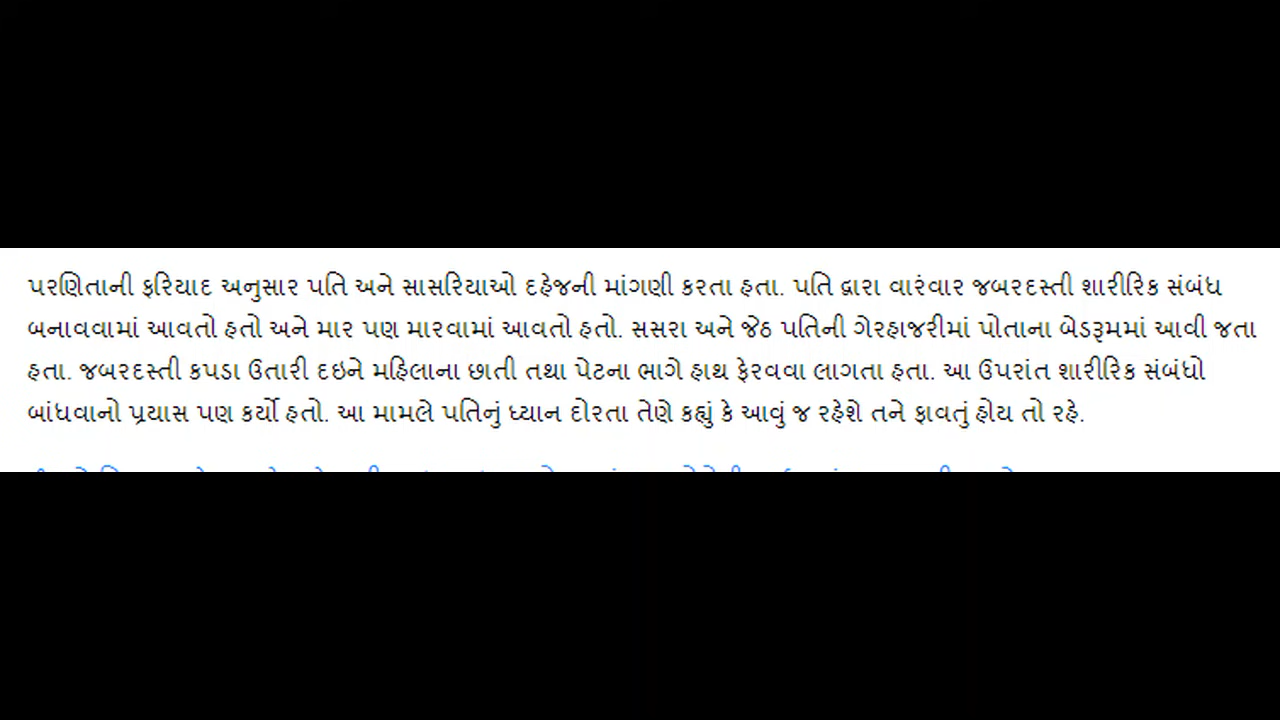 પરણિતાની ફરિયાદ અનુસાર પતિ અને સાસરિયાઓ દહેજની માંગણી કરતા હતા. પતિ દ્વારા વારંવાર જબરદસ્તી શારીરિક સંબંધ
બનાવવામાં આવતો હતો અને માર પણ મારવામાં આવતો હતો. સસરા અને જેઠ પતિની ગેરહાજરીમાં પોતાના બેડરૂમમાં આવી જતા
હતા. જબરદસ્તી કપડા ઉતારી દઇને મહિલાના છાતી તથા પેટના ભાગે હાથ ફેરવવા લાગતા હતા. આ ઉપરાંત શારીરિક સંબંધો
બાંધવાનો પ્રયાસ પણ કર્યો હતો. આ મામલે પતિનું ધ્યાન દોરતા તેણે કહ્યું કે આવું જ રહેશે તને ફાવતું હોય તો રહે.